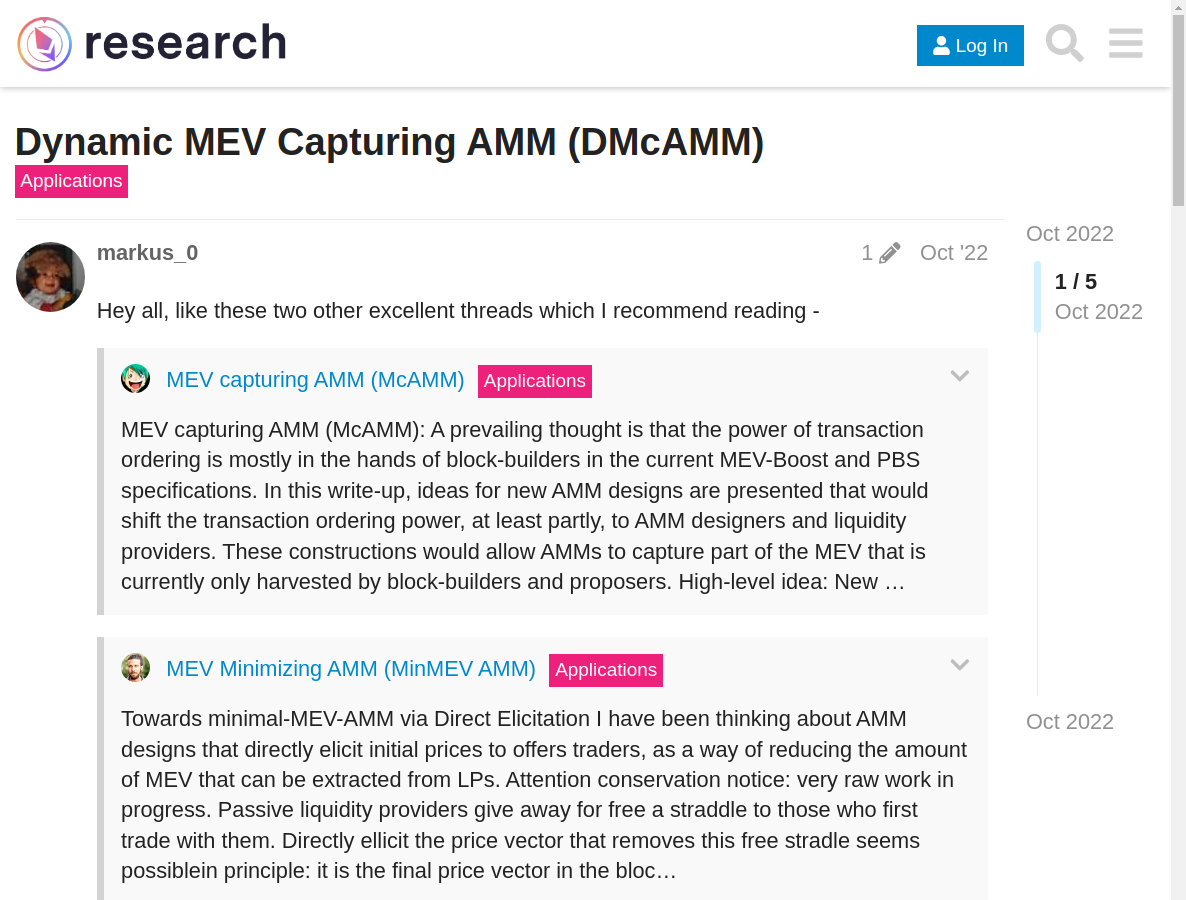 research
Log In
Dynamic MEV Capturing AMM (DMcAMM)
Applications
markus_0
1
Oct '22
Oct 2022
1 / 5
Oct 2022
Hey all, like these two other excellent threads which I recommend reading -
MEV capturing AMM (McAMM) Applications
MEV capturing AMM (McAMM): A prevailing thought is that the power of transaction
ordering is mostly in the hands of block-builders in the current MEV-Boost and PBS
specifications. In this write-up, ideas for new AMM designs are presented that would
shift the transaction ordering power, at least partly, to AMM designers and liquidity
providers. These constructions would allow AMMs to capture part of the MEV that is
currently only harvested by block-builders and proposers. High-level idea: New …
MEV Minimizing AMM (MinMEV AMM) Applications
Towards minimal-MEV-AMM via Direct Elicitation I have been thinking about AMM
designs that directly elicit initial prices to offers traders, as a way of reducing the amount
of MEV that can be extracted from LPs. Attention conservation notice: very raw work in
progress. Passive liquidity providers give away for free a straddle to those who first
trade with them. Directly ellicit the price vector that removes this free stradle seems
possiblein principle: it is the final price vector in the bloc…
Oct 2022